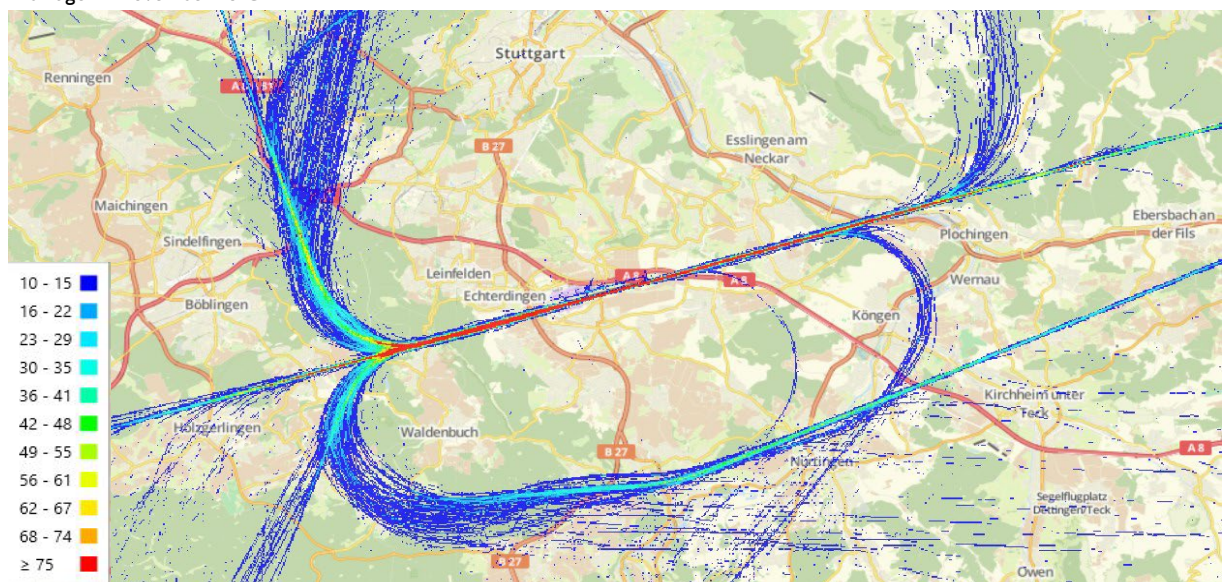 Stuttgart
Renningen
B 27
Esslingen am
Neckar
Maichingen
Sindelfingen
Ebersbach an
der Fils
Plochingen
Leinfelden
A 8
A 8
Wernau
Echterdingen
Böblingen
Köngen
Kirchheim unter
Teck
Holzgerlingen
Waldenbuch
B 27
Nürtingen
A 8
Segelflugplatz
Dettingen/Teck
B 27
Owen
10 - 15
16 - 22
23 - 29
30 - 35
36 - 41
42 - 48
49 - 55
56 - 61
62 - 67
68 - 74
≥ 75